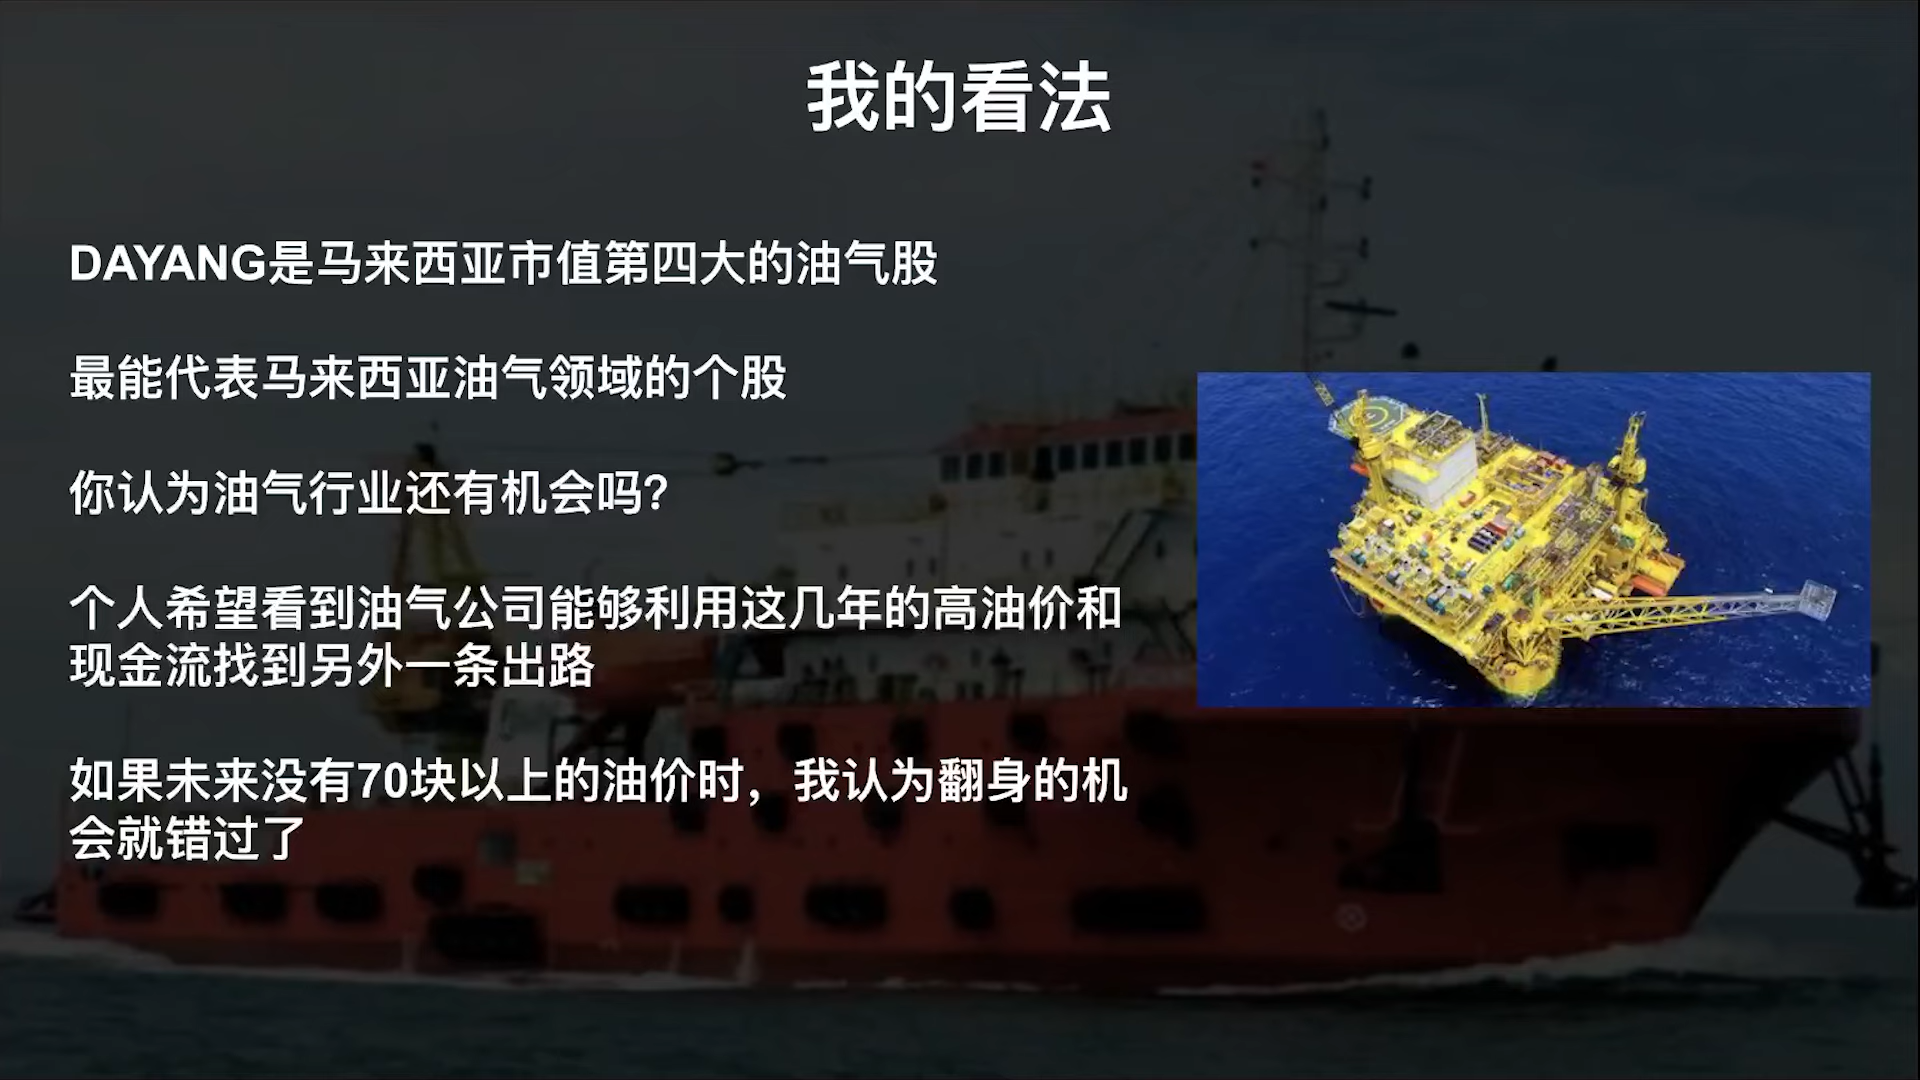 我的看法
DAYANG是马来西亚市值第四大的油气股
最能代表马来西亚油气领域的个股
你认为油气行业还有机会吗？
个人希望看到油气公司能够利用这几年的高油价和
现金流找到另外一条出路
如果未来没有70块以上的油价时，我认为翻身的机
会就错过了